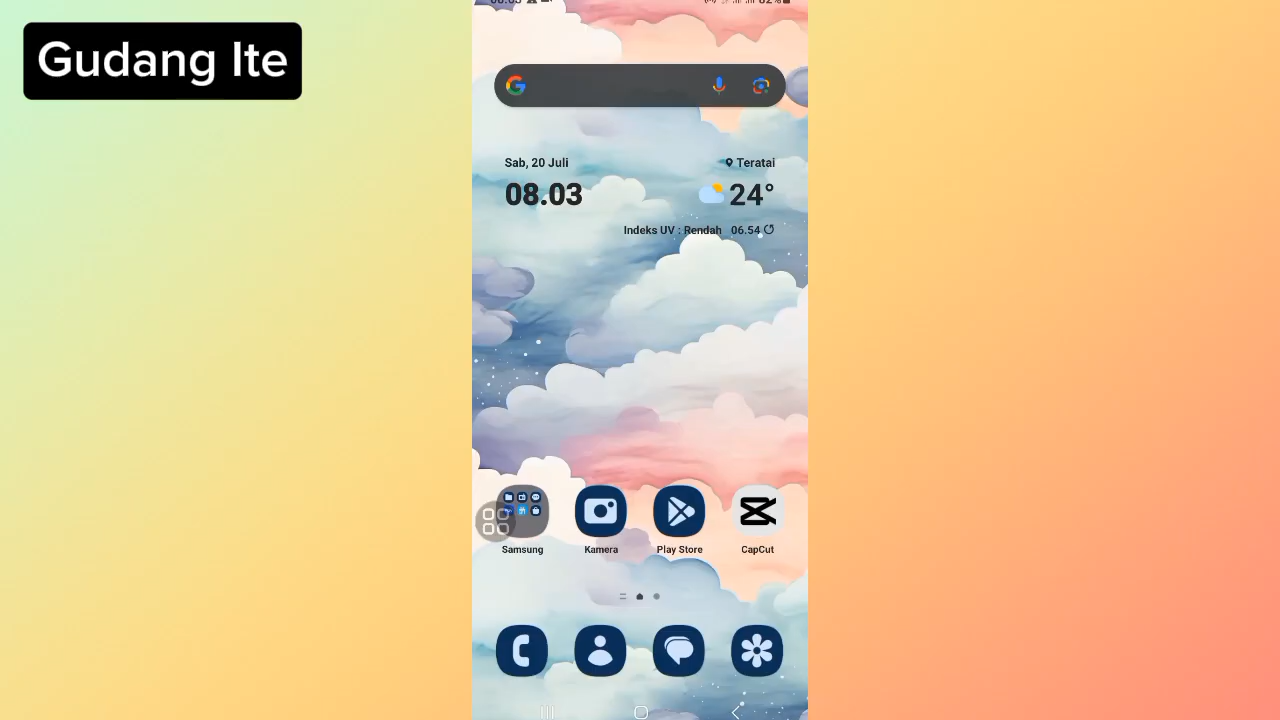 Gudang Ite
Sab, 20 Juli
Teratai
08.03
24°
Indeks UV : Rendah 06.54
Samsung
Kamera
Play Store
CapCut